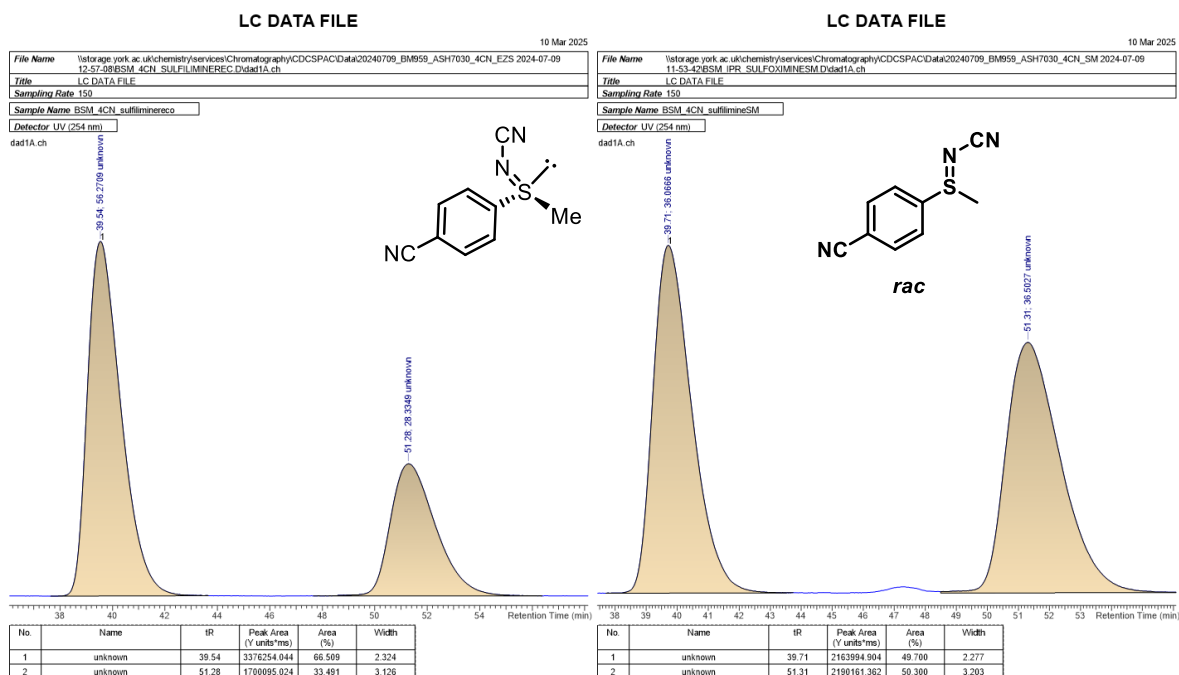 LC DATA FILE
10 Mar 2025
File Name \\storage.york.ac.uk\chemistry\services\Chromatography\CDCSPAC\Data\20240709_BM959_ASH7030_4CN_EZS 2024-07-09
12-57-08\BSM_4CN_SULFILIMINEREC.D\dad1A.ch
Title LC DATA FILE
Sampling Rate 150
Sample Name BSM_4CN_sulfiliminereco
Detector UV (254 nm)
dad1A.ch
39.54; 56.2709 unknown
51.28; 28.3349 unknown
CN
N
S
Me
NC
38 40 42 44 46 48 50 52 54 Retention Time (min)
No. Name tR Peak Area (Y units*ms) Area (%) Width
1 unknown 39.54 3376254.044 66.509 2.324
2 unknown 51.28 1700095.024 33.491 3.126
LC DATA FILE
10 Mar 2025
File Name \\storage.york.ac.uk\chemistry\services\Chromatography\CDCSPAC\Data\20240709_BM959_ASH7030_4CN_SM 2024-07-09
11-53-42\BSM_IPR_SULFOXIMINESM.D\dad1A.ch
Title LC DATA FILE
Sampling Rate 150
Sample Name BSM_4CN_sulfilimineSM
Detector UV (254 nm)
dad1A.ch
39.71; 36.0666 unknown
51.31; 36.5027 unknown
N CN
S
NC
rac
38 39 40 41 42 43 44 45 46 47 48 49 50 51 52 53 Retention Time (min)
No. Name tR Peak Area (Y units*ms) Area (%) Width
1 unknown 39.71 2163994.904 49.700 2.277
2 unknown 51.31 2190161.362 50.300 3.203